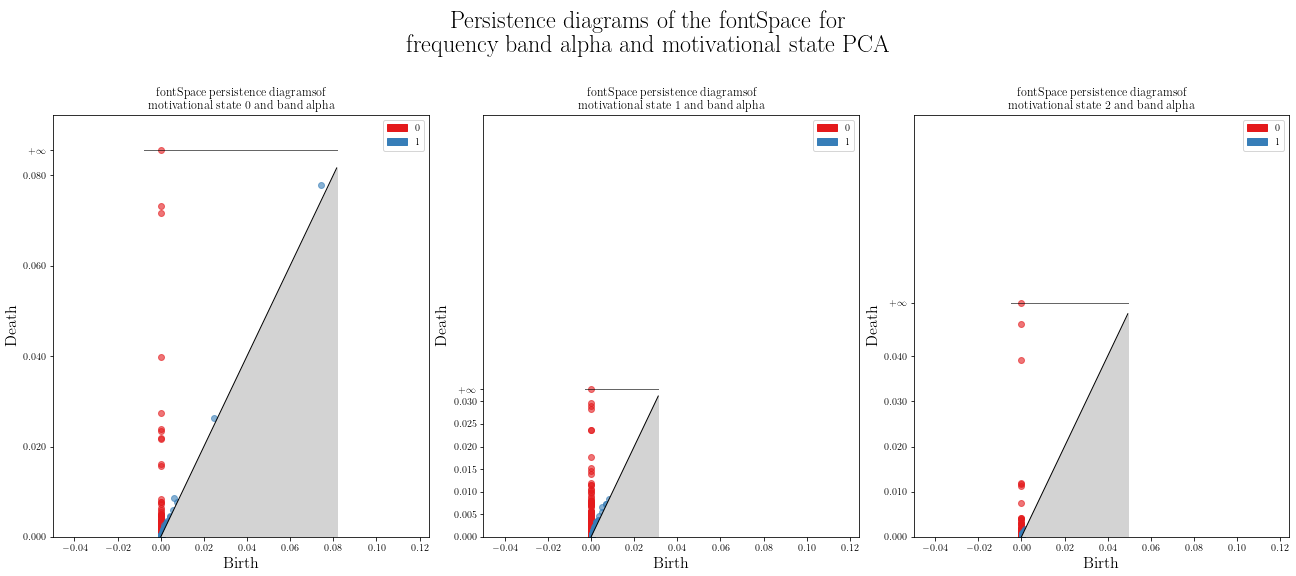 Persistence diagrams of the fontSpace for
frequency band alpha and motivational state PCA
fontSpace persistence diagramsof
motivational state 0 and band alpha
0
1
+∞
0.080
0.060
0.040
0.020
0.000
Death
−0.04 −0.02 0.00 0.02 0.04 0.06 0.08 0.10 0.12
Birth
fontSpace persistence diagramsof
motivational state 1 and band alpha
0
1
+∞
0.030
0.025
0.020
0.015
0.010
0.005
0.000
Death
−0.04 −0.02 0.00 0.02 0.04 0.06 0.08 0.10 0.12
Birth
fontSpace persistence diagramsof
motivational state 2 and band alpha
0
1
+∞
0.040
0.030
0.020
0.010
0.000
Death
−0.04 −0.02 0.00 0.02 0.04 0.06 0.08 0.10 0.12
Birth